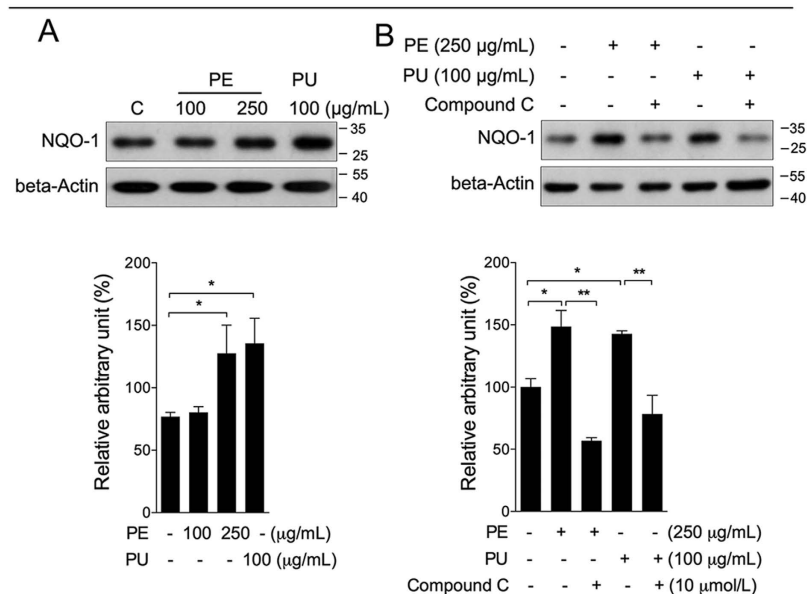 A
PE PU
C 100 250 100 (µg/mL)
NQO-1 35
25
beta-Actin 55
40
Relative arbitrary unit (%)
200
150
100
50
0
* 
*
PE - 100 250 - (µg/mL)
PU - - - 100 (µg/mL)
B
PE (250 µg/mL) - + + - -
PU (100 µg/mL) - - - + +
Compound C - - + - +
NQO-1 35
25
beta-Actin 55
40
Relative arbitrary unit (%)
200
150
100
50
0
* **
* **
PE - + + - - (250 µg/mL)
PU - - - + + (100 µg/mL)
Compound C - - + - + (10 µmol/L)